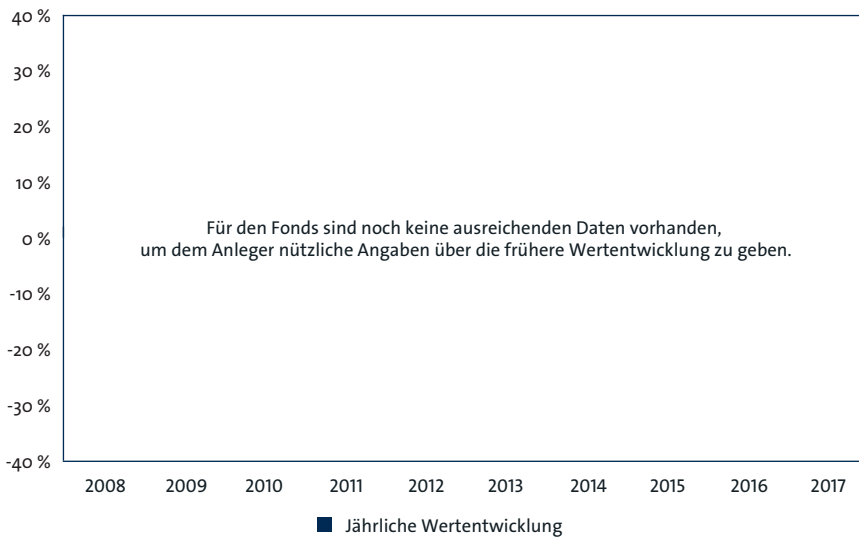 40 %
30 %
20 %
10 %
0 %
-10 %
-20 %
-30 %
-40 %
Für den Fonds sind noch keine ausreichenden Daten vorhanden,
um dem Anleger nützliche Angaben über die frühere Wertentwicklung zu geben.
2008 2009 2010 2011 2012 2013 2014 2015 2016 2017
Jährliche Wertentwicklung